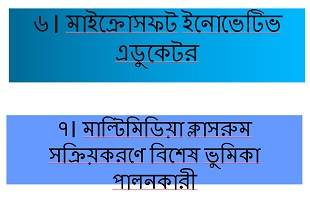 ৬। মাইক্রোসফট ইনোভেটিভ
এডুকেটর
৭। মাল্টিমিডিয়া ক্লাসরুম
সক্রিয়করণে বিশেষ ভুমিকা
পালনকারী